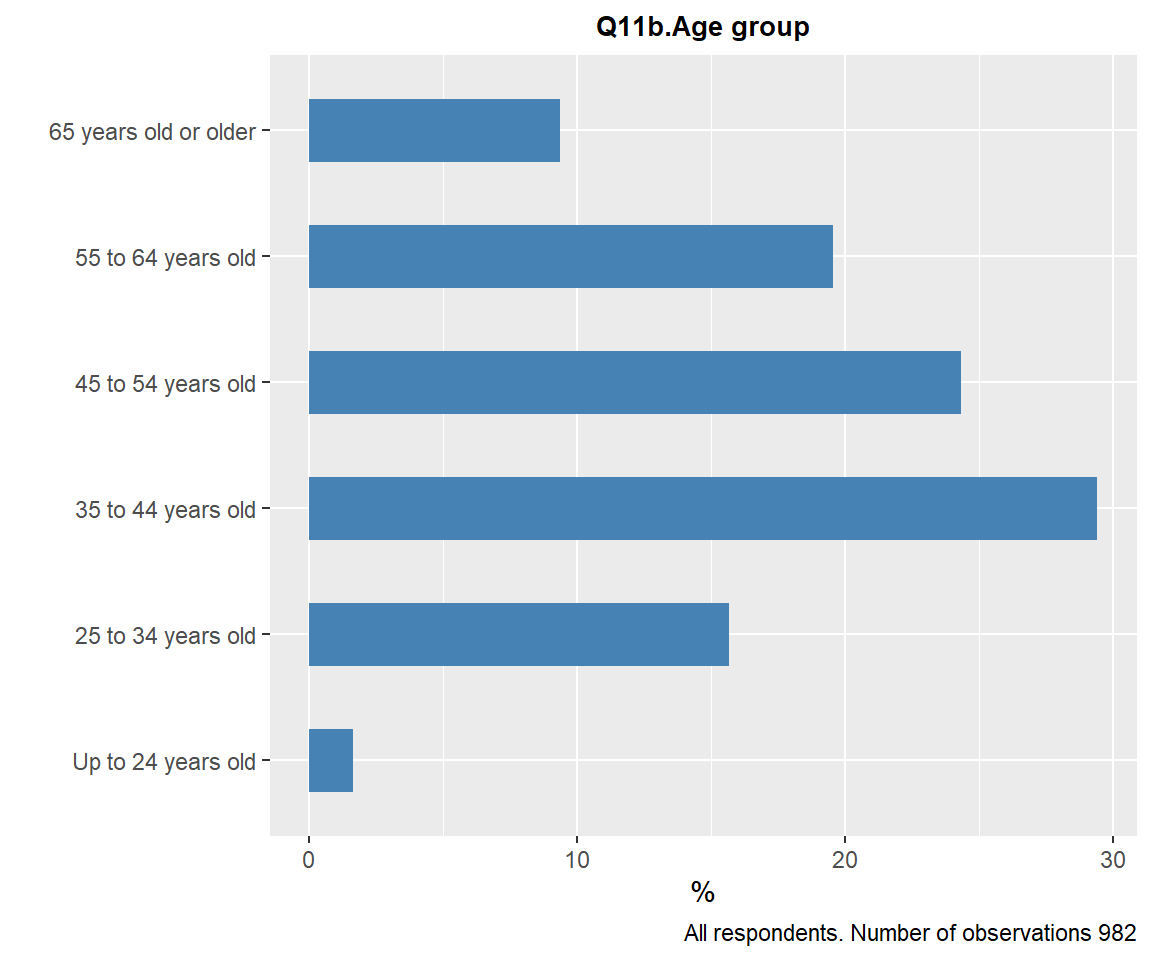 Q11b.Age group
65 years old or older
55 to 64 years old
45 to 54 years old
35 to 44 years old
25 to 34 years old
Up to 24 years old
0 10 20 30
%
All respondents. Number of observations 982